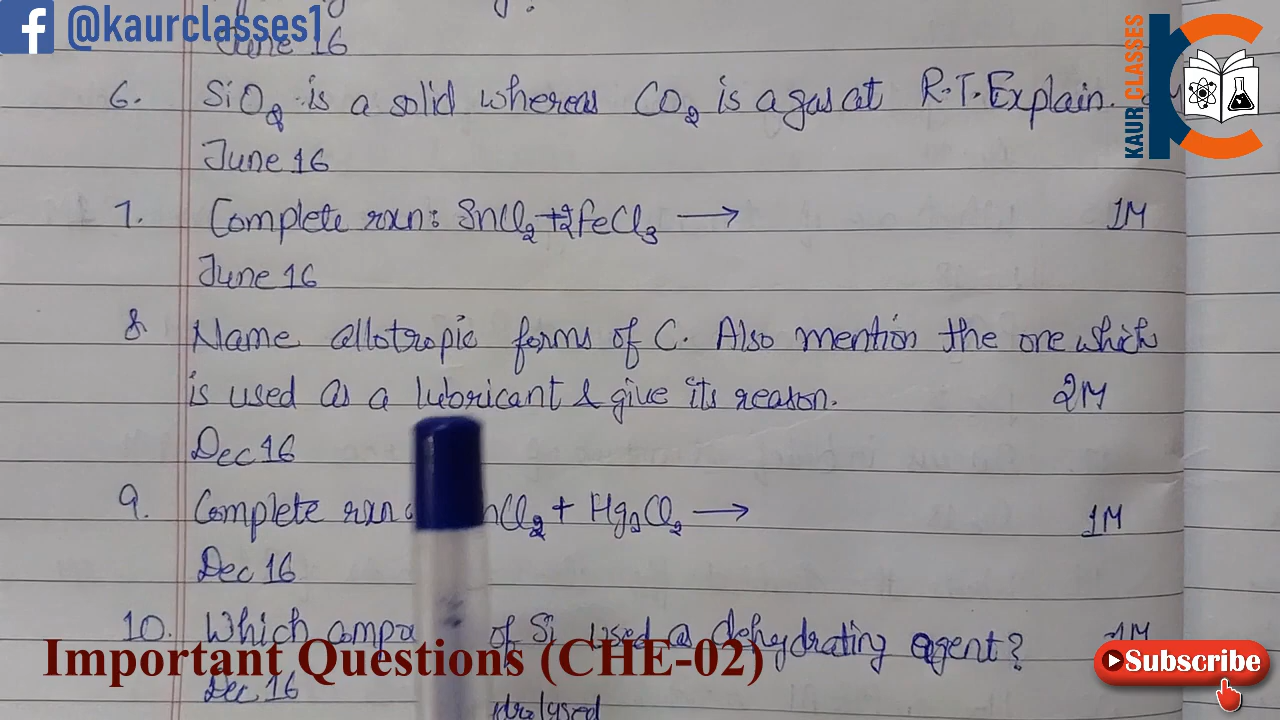 @kaurclasses1
June 16
KAUR CLASSES
6. SiO2 is a solid whereas CO2 is a gas at R.T. Explain.
June 16
7. Complete rxn: SnCl2 + 2FeCl3 → 1M
June 16
8. Name allotropic forms of C. Also mention the one which
is used as a lubricant & give its reason. 2M
Dec 16
9. Complete rxn nCl2 + Hg2Cl2 → 1M
Dec 16
10. Which compo of Si used as dehydrating agent? 1M
Important Questions (CHE-02)
Subscribe
Dec 16